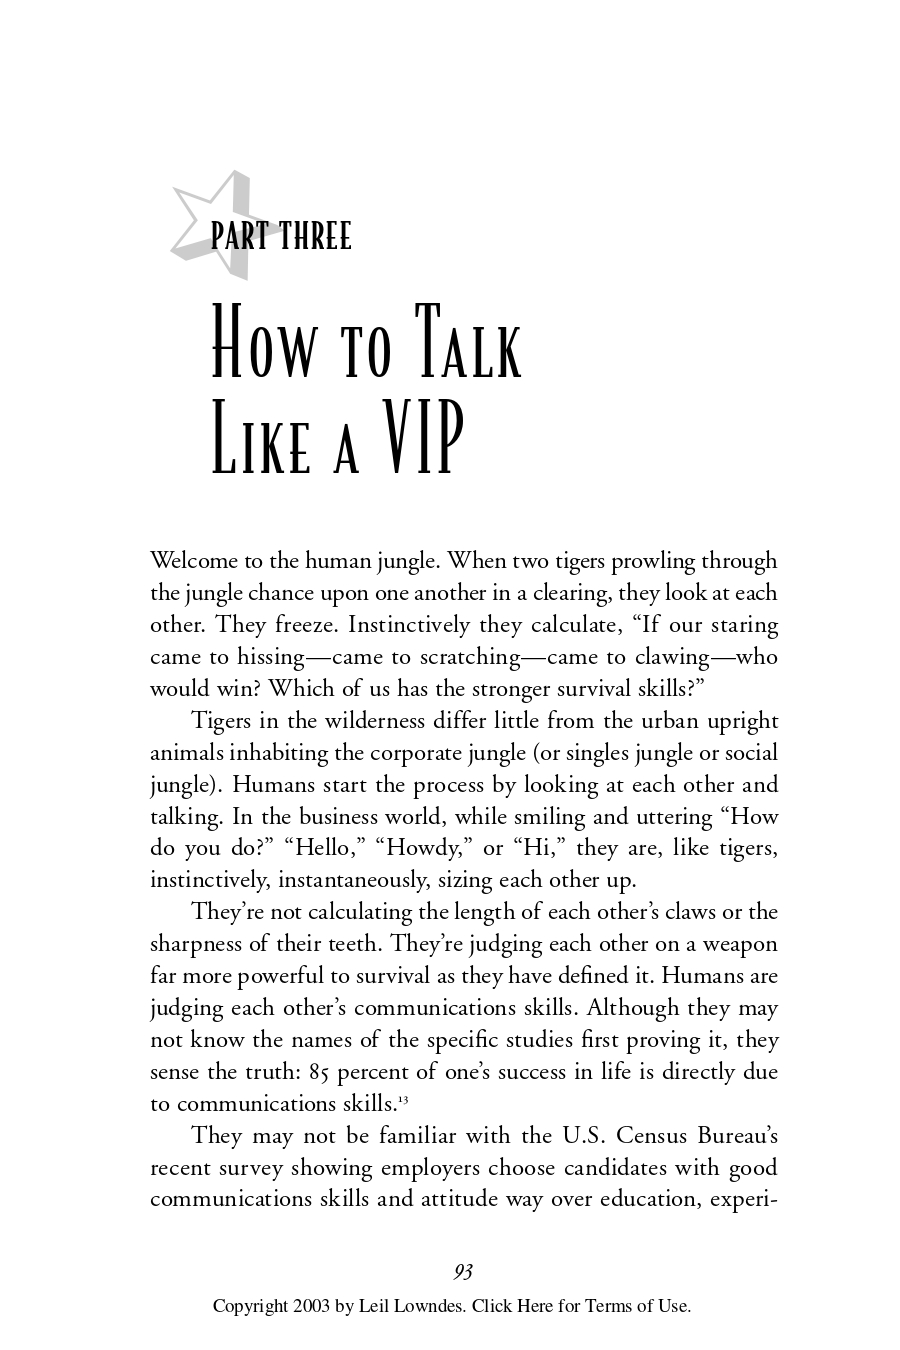 PART THREE
How to Talk
Like a VIP
Welcome to the human jungle. When two tigers prowling through
the jungle chance upon one another in a clearing, they look at each
other. They freeze. Instinctively they calculate, “If our staring
came to hissing—came to scratching—came to clawing—who
would win? Which of us has the stronger survival skills?”
Tigers in the wilderness differ little from the urban upright
animals inhabiting the corporate jungle (or singles jungle or social
jungle). Humans start the process by looking at each other and
talking. In the business world, while smiling and uttering “How
do you do?” “Hello,” “Howdy,” or “Hi,” they are, like tigers,
instinctively, instantaneously, sizing each other up.
They’re not calculating the length of each other’s claws or the
sharpness of their teeth. They’re judging each other on a weapon
far more powerful to survival as they have defined it. Humans are
judging each other’s communications skills. Although they may
not know the names of the specific studies first proving it, they
sense the truth: 85 percent of one’s success in life is directly due
to communications skills.¹³
They may not be familiar with the U.S. Census Bureau’s
recent survey showing employers choose candidates with good
communications skills and attitude way over education, experi-
93
Copyright 2003 by Leil Lowndes. Click Here for Terms of Use.